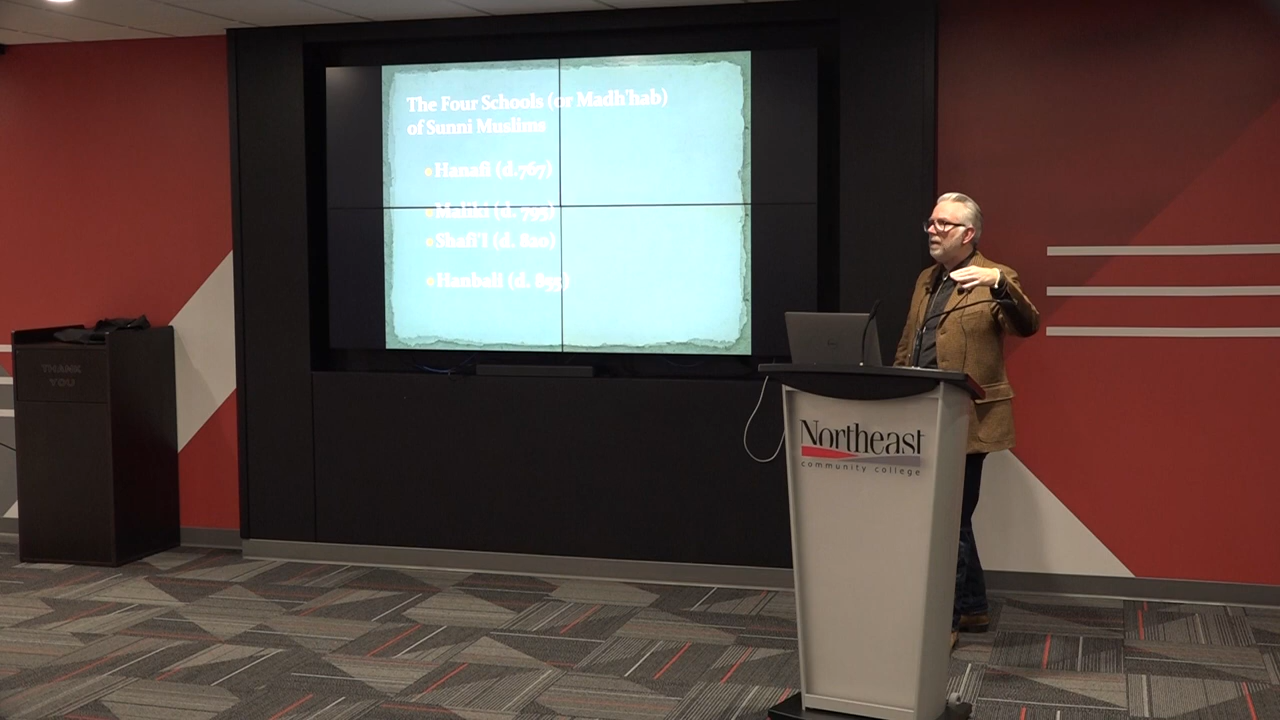 The Four Schools (or Madh'hab)
of Sunni Muslims
Hanafi (d.767)
Maliki (d. 795)
Shafi'I (d. 820)
Hanbali (d. 855)
THANK
YOU
Northeast
community college